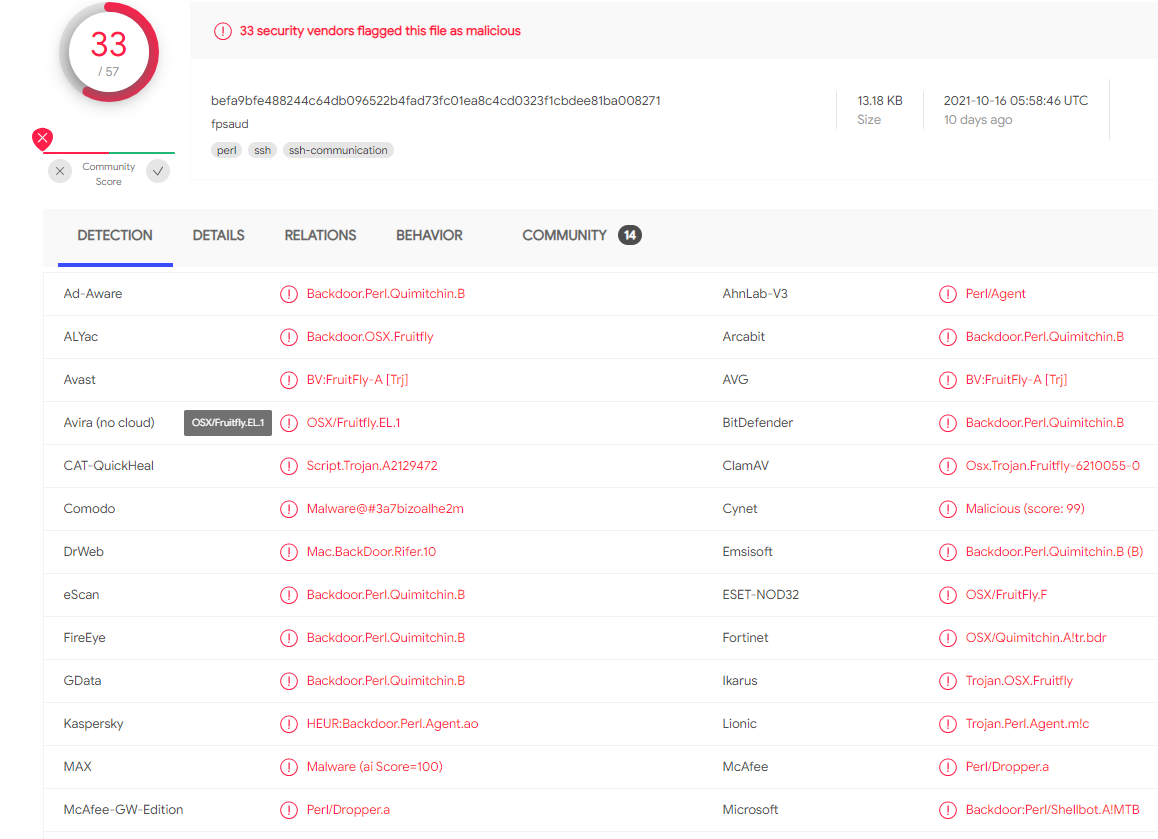 33
/ 57
33 security vendors flagged this file as malicious
befa9bfe488244c64db096522b4fad73fc01ea8c4cd0323f1cbdee81ba008271
fpsaud
perl ssh ssh-communication
13.18 KB
Size
2021-10-16 05:58:46 UTC
10 days ago
Community
Score
DETECTION DETAILS RELATIONS BEHAVIOR COMMUNITY 14
Ad-Aware Backdoor.Perl.Quimitchin.B AhnLab-V3 Perl/Agent
ALYac Backdoor.OSX.Fruitfly Arcabit Backdoor.Perl.Quimitchin.B
Avast BV:FruitFly-A [Trj] AVG BV:FruitFly-A [Trj]
Avira (no cloud) OSX/Fruitfly.EL.1 OSX/Fruitfly.EL.1 BitDefender Backdoor.Perl.Quimitchin.B
CAT-QuickHeal Script.Trojan.A2129472 ClamAV Osx.Trojan.Fruitfly-6210055-0
Comodo Malware@#3a7bizoalhe2m Cynet Malicious (score: 99)
DrWeb Mac.BackDoor.Rifer.10 Emsisoft Backdoor.Perl.Quimitchin.B (B)
eScan Backdoor.Perl.Quimitchin.B ESET-NOD32 OSX/FruitFly.F
FireEye Backdoor.Perl.Quimitchin.B Fortinet OSX/Quimitchin.A!tr.bdr
GData Backdoor.Perl.Quimitchin.B Ikarus Trojan.OSX.Fruitfly
Kaspersky HEUR:Backdoor.Perl.Agent.ao Lionic Trojan.Perl.Agent.m!c
MAX Malware (ai Score=100) McAfee Perl/Dropper.a
McAfee-GW-Edition Perl/Dropper.a Microsoft Backdoor:Perl/Shellbot.A!MTB